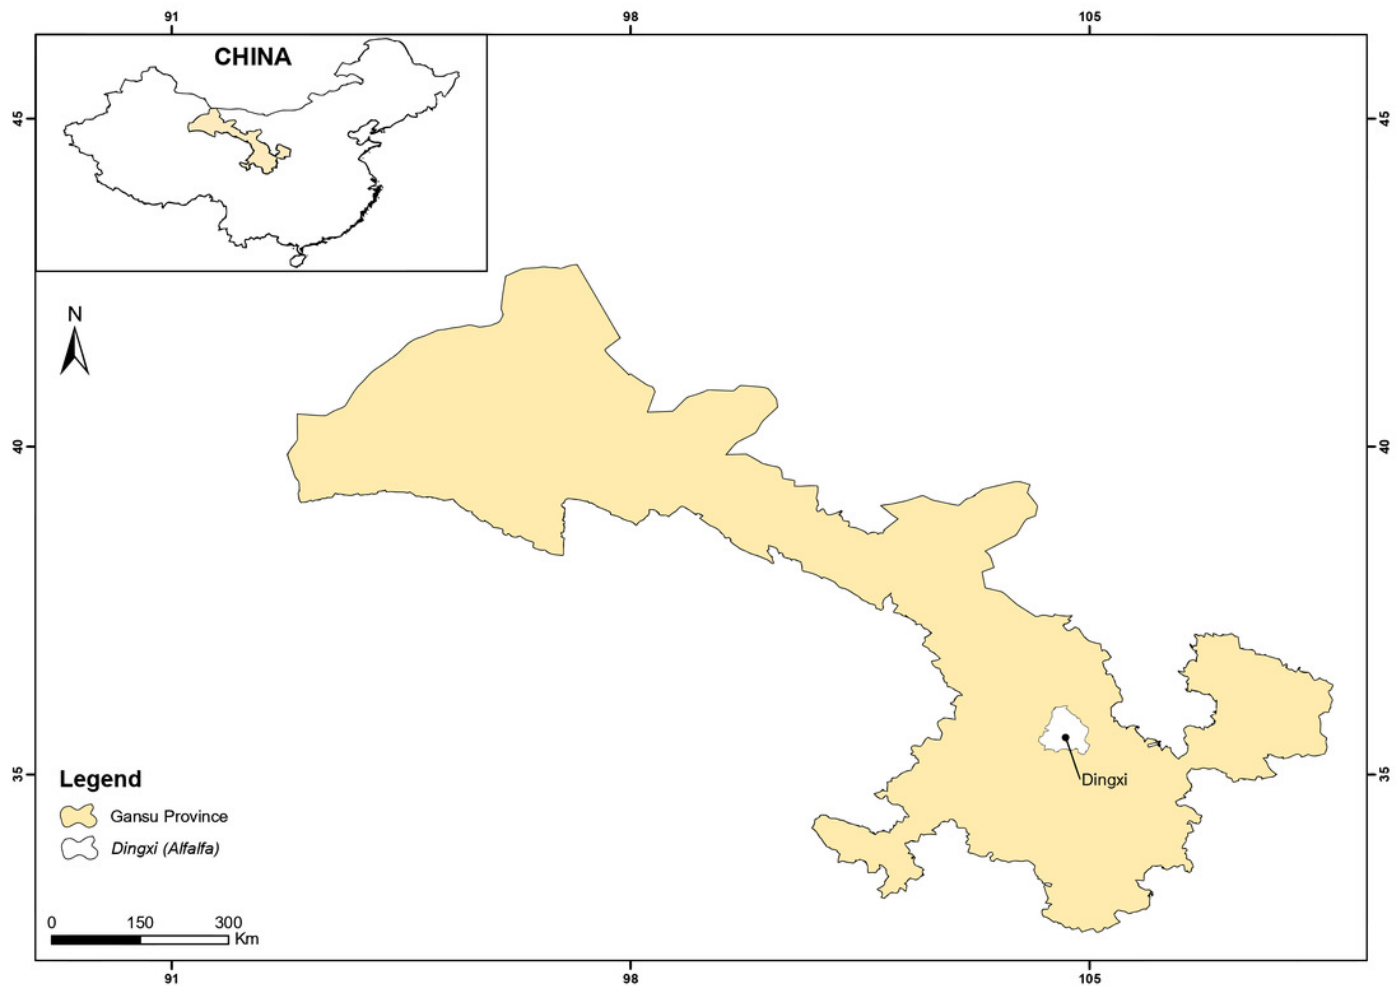 91 98 105
CHINA
45 45
N
40 40
35 35
Dingxi
Legend
Gansu Province
Dingxi (Alfalfa)
0 150 300
Km
91 98 105